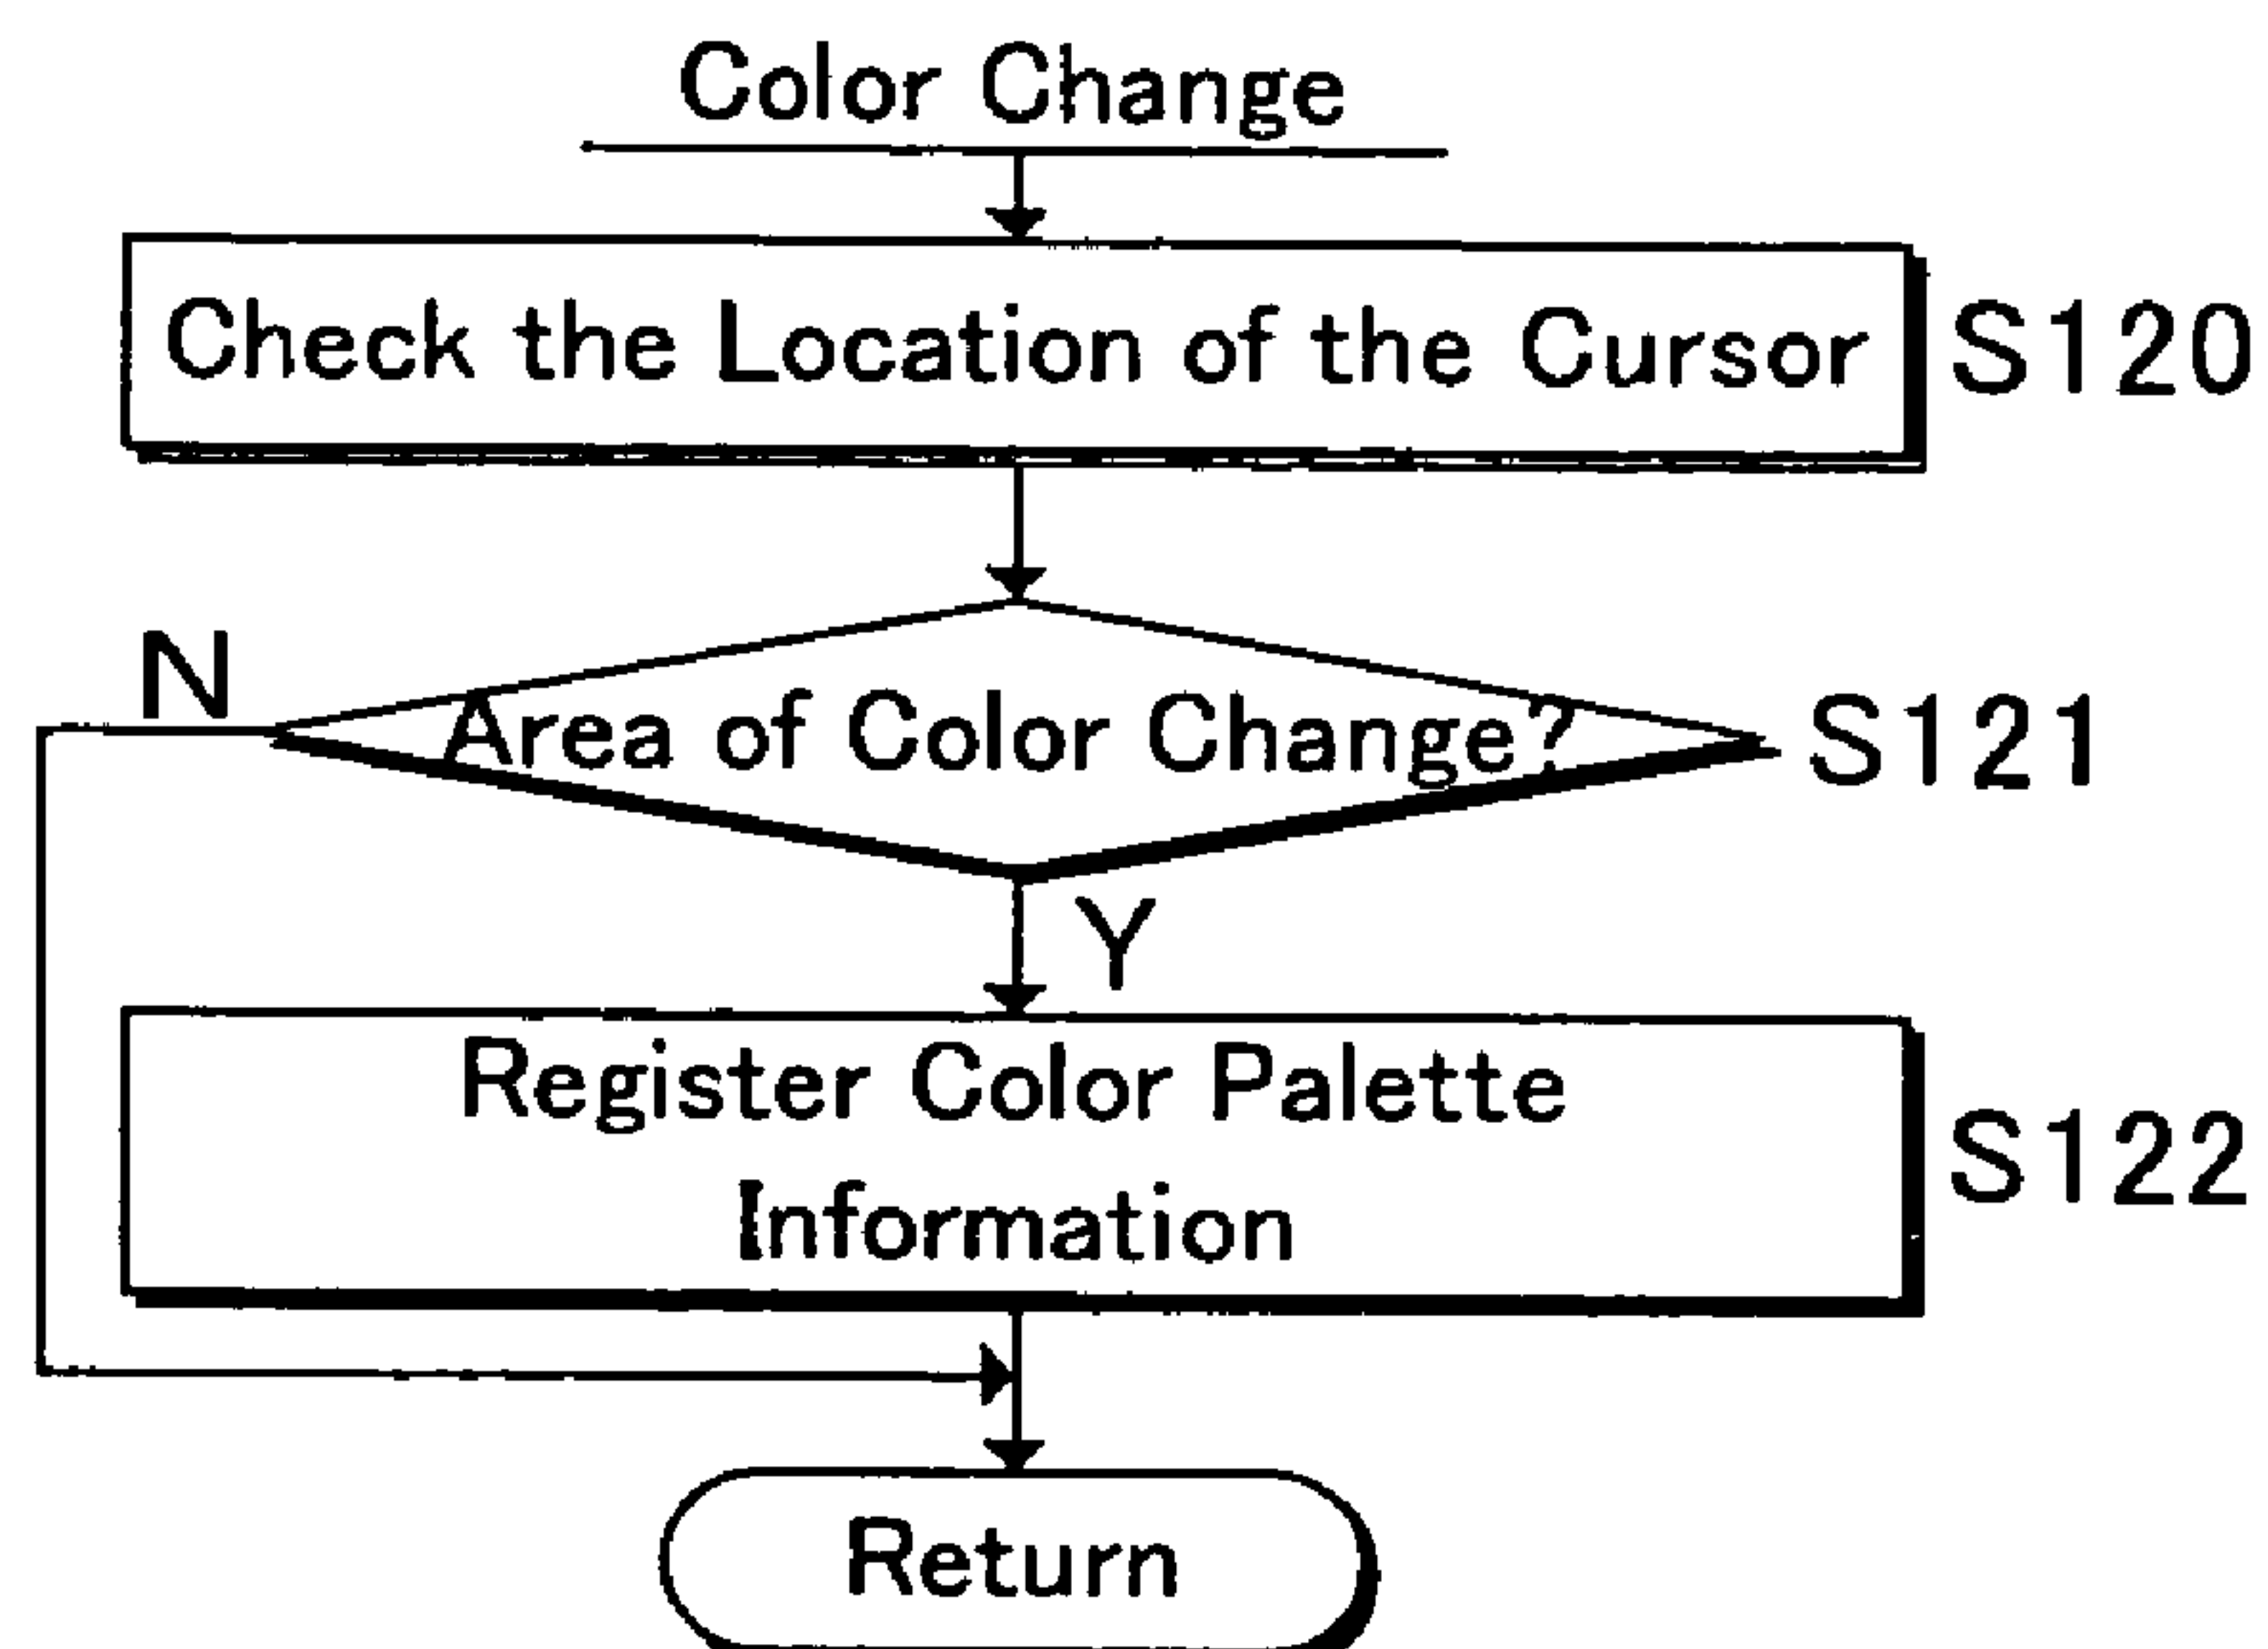 Color Change
Check the Location of the Cursor
S120
N
Area of Color Change?
S121
Y
Register Color Palette
Information
S122
Return